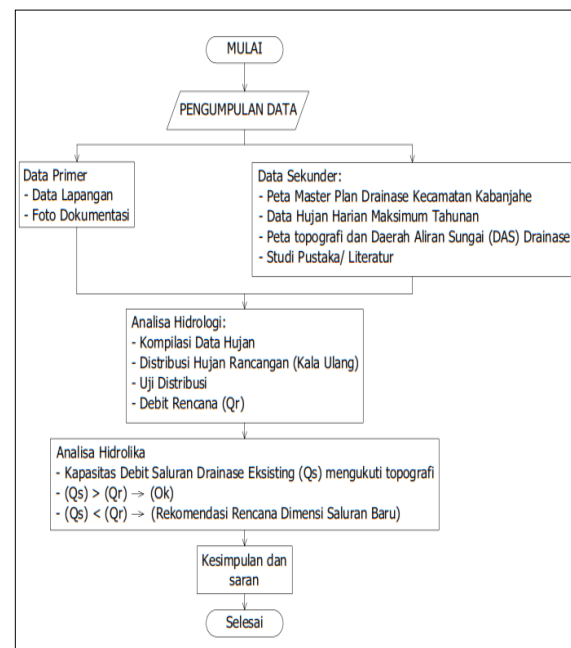 MULAI
PENGUMPULAN DATA
Data Primer
- Data Lapangan
- Foto Dokumentasi
Data Sekunder:
- Peta Master Plan Drainase Kecamatan Kabanjahe
- Data Hujan Harian Maksimum Tahunan
- Peta topografi dan Daerah Aliran Sungai (DAS) Drainase
- Studi Pustaka/ Literatur
Analisa Hidrologi:
- Kompilasi Data Hujan
- Distribusi Hujan Rancangan (Kala Ulang)
- Uji Distribusi
- Debit Rencana (Qr)
Analisa Hidrolika
- Kapasitas Debit Saluran Drainase Eksisting (Qs) mengukuti topografi
- (Qs) > (Qr) → (Ok)
- (Qs) < (Qr) → (Rekomendasi Rencana Dimensi Saluran Baru)
Kesimpulan dan
saran
Selesai